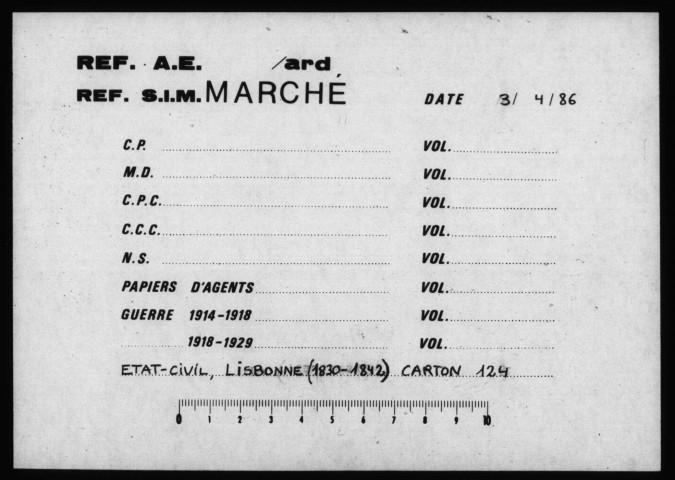 REF. A.E. /ard
REF. S.I.M. MARCHÉ DATE 3/ 4/86
C.P. VOL.
M.D. VOL.
C.P.C. VOL.
C.C.C. VOL.
N.S. VOL.
PAPIERS D'AGENTS VOL.
GUERRE 1914-1918 VOL.
1918-1929 VOL.
ETAT-CIVIL, LISBONNE (1830-1842) CARTON 124
0 1 2 3 4 5 6 7 8 9 10